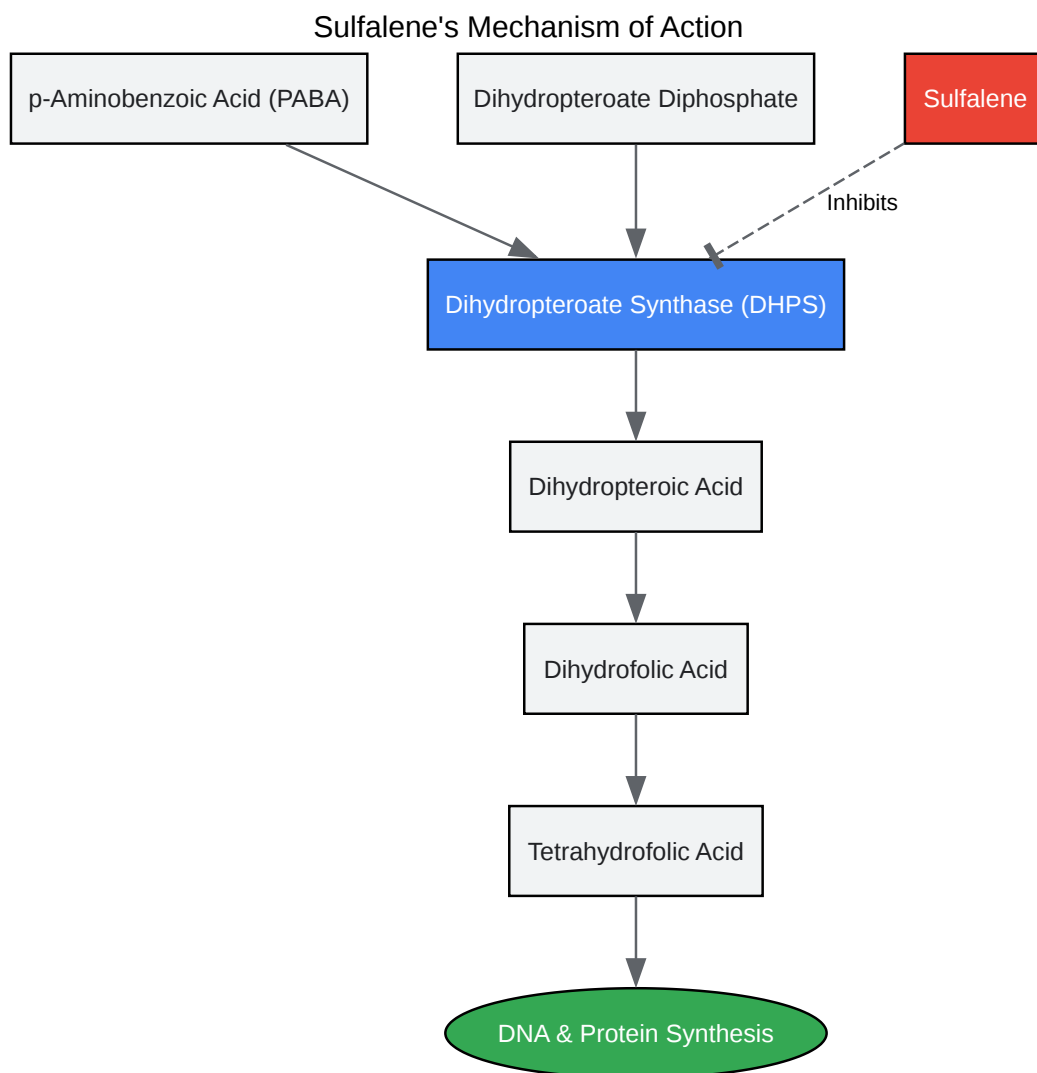 Sulfalene's Mechanism of Action
p-Aminobenzoic Acid (PABA)
Dihydropteroate Diphosphate
Sulfalene
Inhibits
Dihydropteroate Synthase (DHPS)
Dihydropteroic Acid
Dihydrofolic Acid
Tetrahydrofolic Acid
DNA & Protein Synthesis